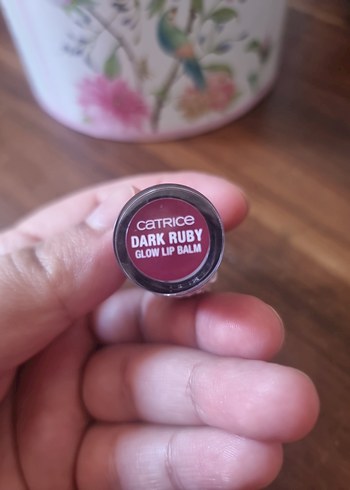 CATRICE
DARK RUBY
GLOW LIP BALM